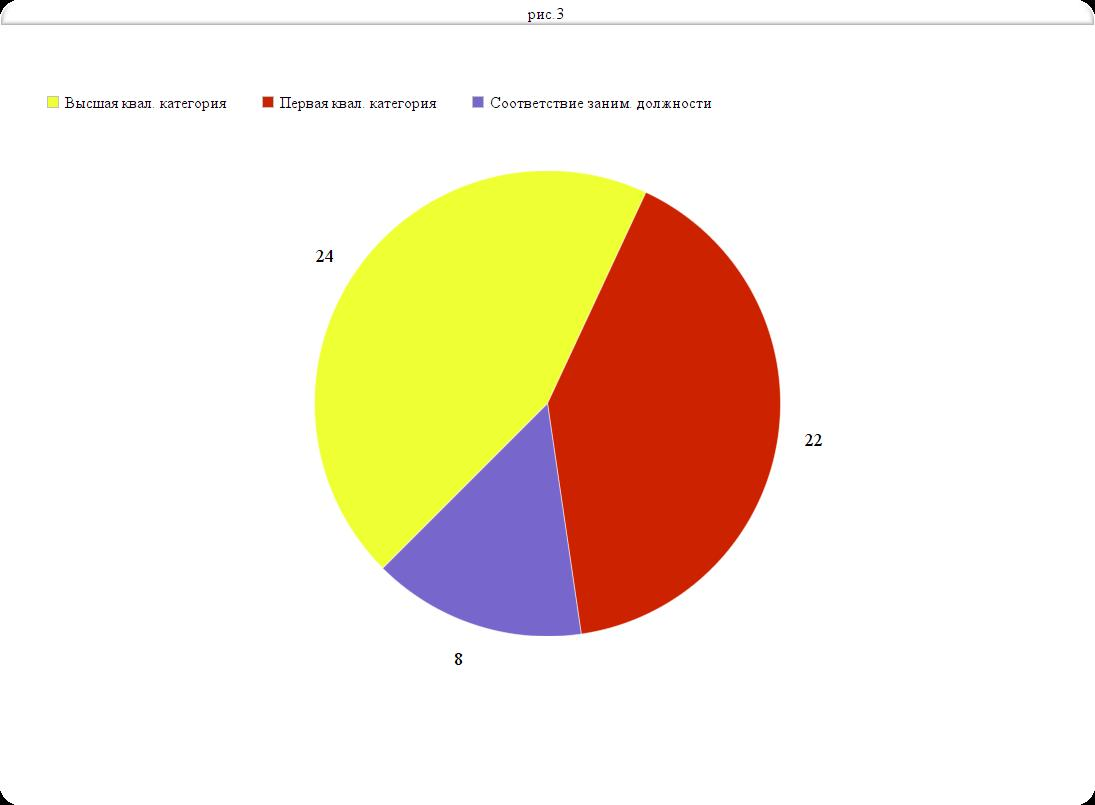 рис.3
Высшая квал. категория Первая квал. категория Соответствие заним. должности
24
22
8